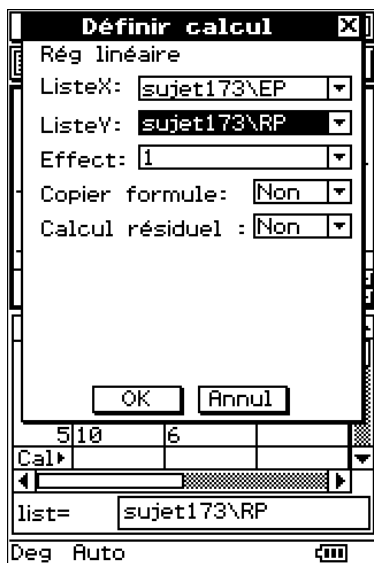 Définir calcul
Rég linéaire
ListeX: sujet173\EP
ListeY: sujet173\RP
Effect: 1
Copier formule: Non
Calcul résiduel : Non
OK Annul
5 10 6
Cal
list= sujet173\RP
Deg Auto